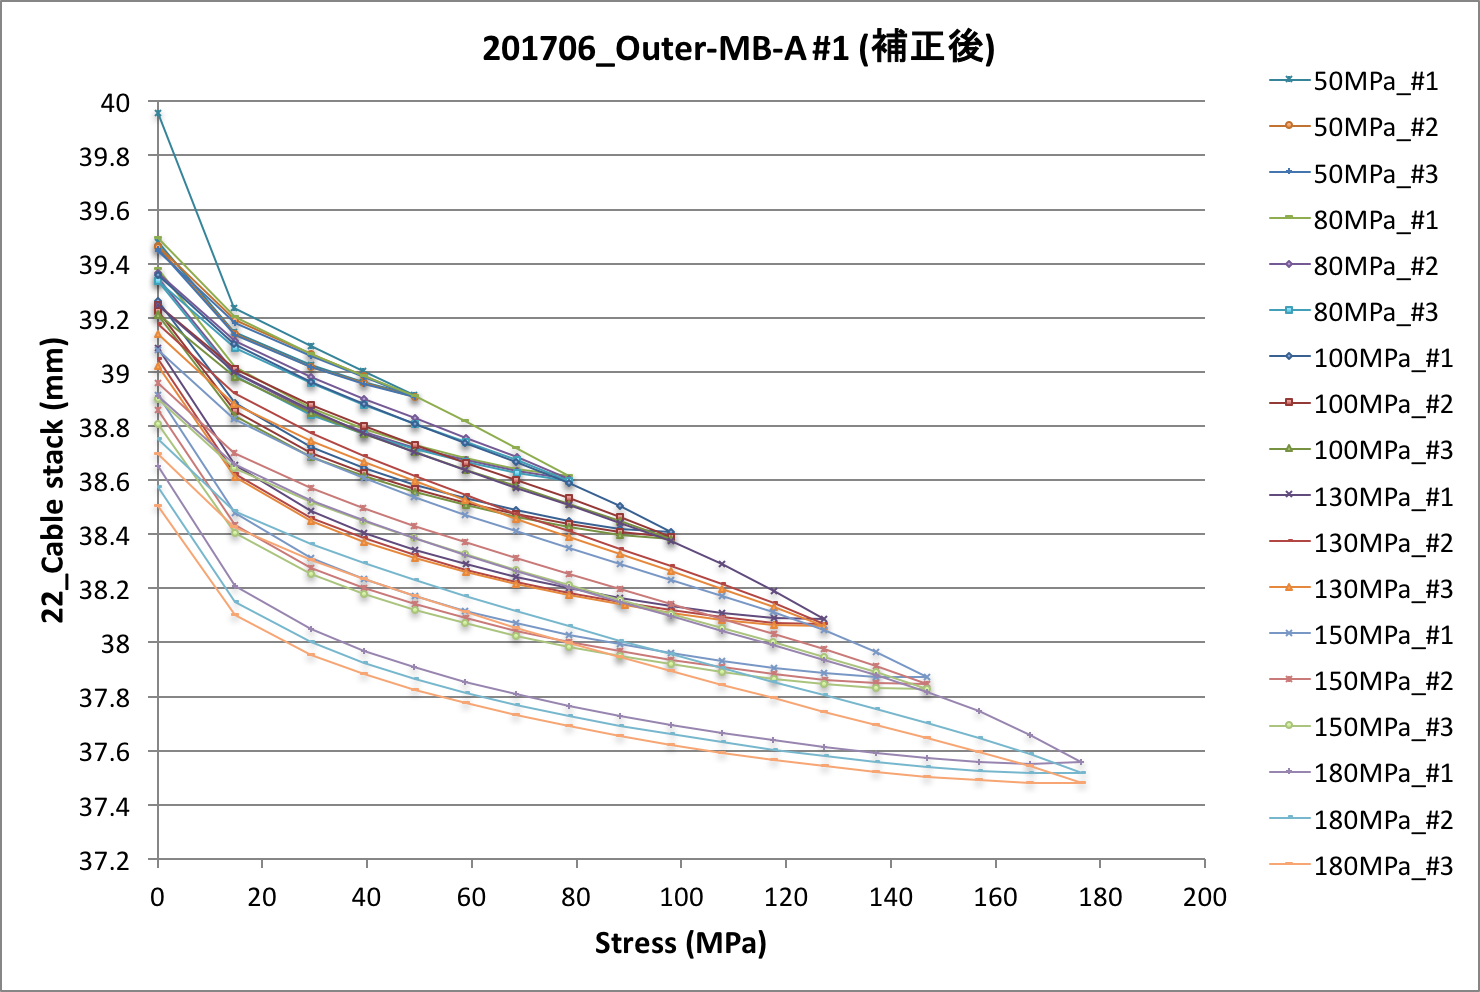 201706_Outer-MB-A #1 (補正後)
22_Cable stack (mm)
40
39.8
39.6
39.4
39.2
39
38.8
38.6
38.4
38.2
38
37.8
37.6
37.4
37.2
0 20 40 60 80 100 120 140 160 180 200
Stress (MPa)
50MPa_#1
50MPa_#2
50MPa_#3
80MPa_#1
80MPa_#2
80MPa_#3
100MPa_#1
100MPa_#2
100MPa_#3
130MPa_#1
130MPa_#2
130MPa_#3
150MPa_#1
150MPa_#2
150MPa_#3
180MPa_#1
180MPa_#2
180MPa_#3